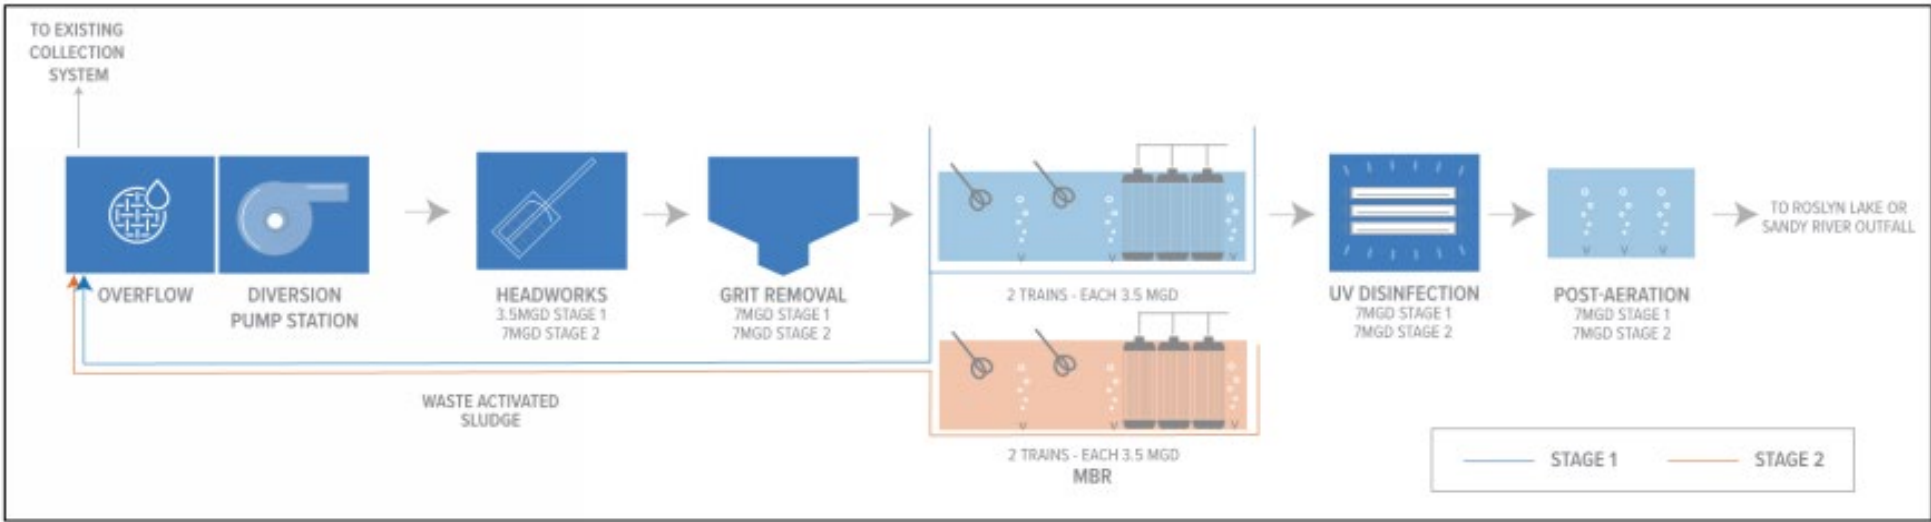 TO EXISTING
COLLECTION
SYSTEM
OVERFLOW
DIVERSION
PUMP STATION
HEADWORKS
3.5MGD STAGE 1
7MGD STAGE 2
GRIT REMOVAL
7MGD STAGE 1
7MGD STAGE 2
2 TRAINS - EACH 3.5 MGD
2 TRAINS - EACH 3.5 MGD
MBR
UV DISINFECTION
7MGD STAGE 1
7MGD STAGE 2
POST-AERATION
7MGD STAGE 1
7MGD STAGE 2
TO ROSLYN LAKE OR
SANDY RIVER OUTFALL
WASTE ACTIVATED
SLUDGE
STAGE 1
STAGE 2